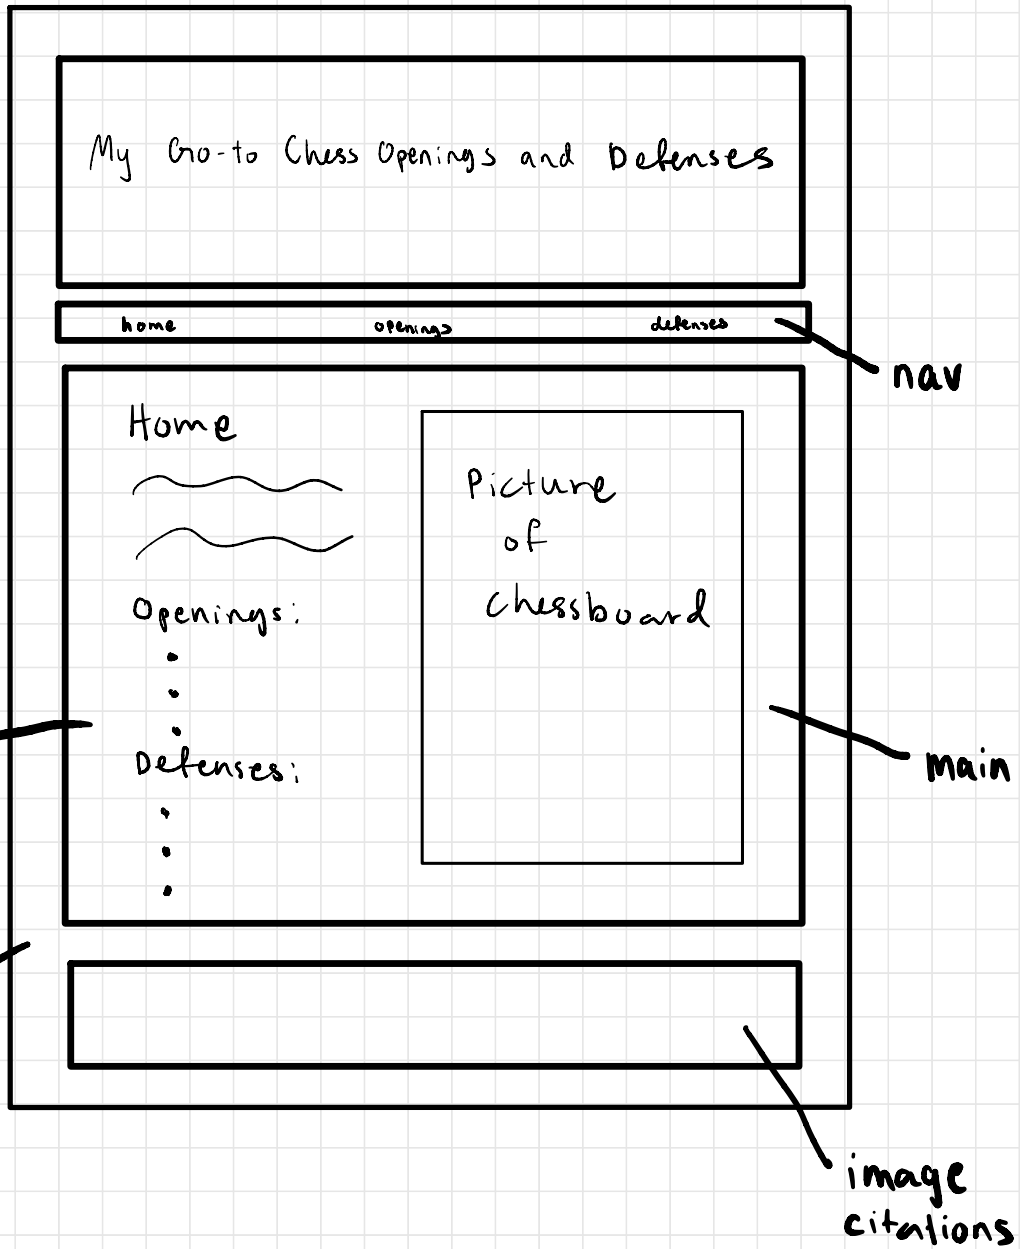 My Go-to Chess Openings and Defenses
home openings defenses
nav
Home
Picture
of
Chessboard
Openings:
Defenses:
main
image
citations